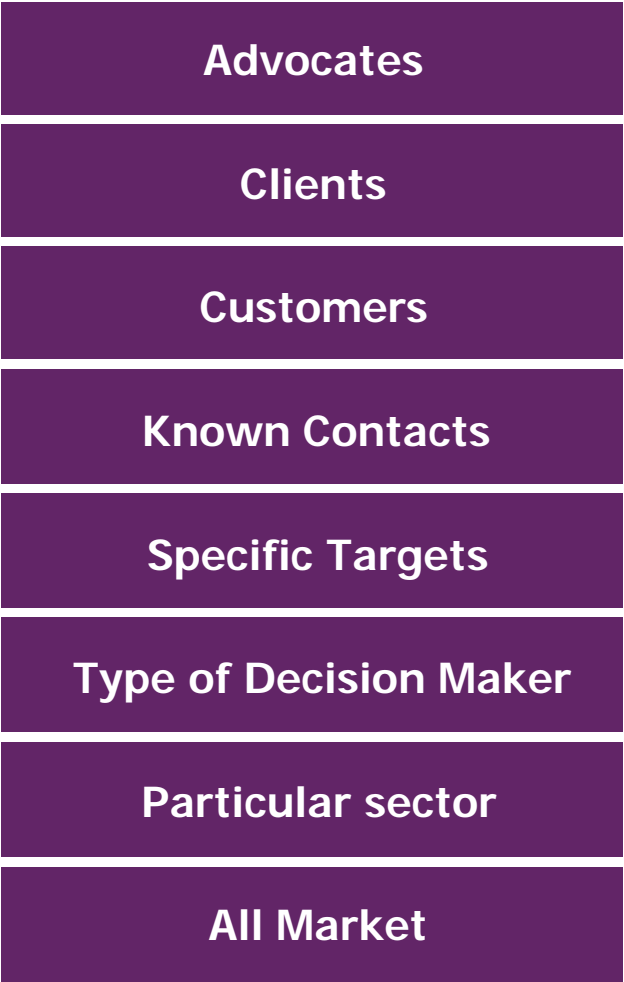 Advocates
Clients
Customers
Known Contacts
Specific Targets
Type of Decision Maker
Particular sector
All Market